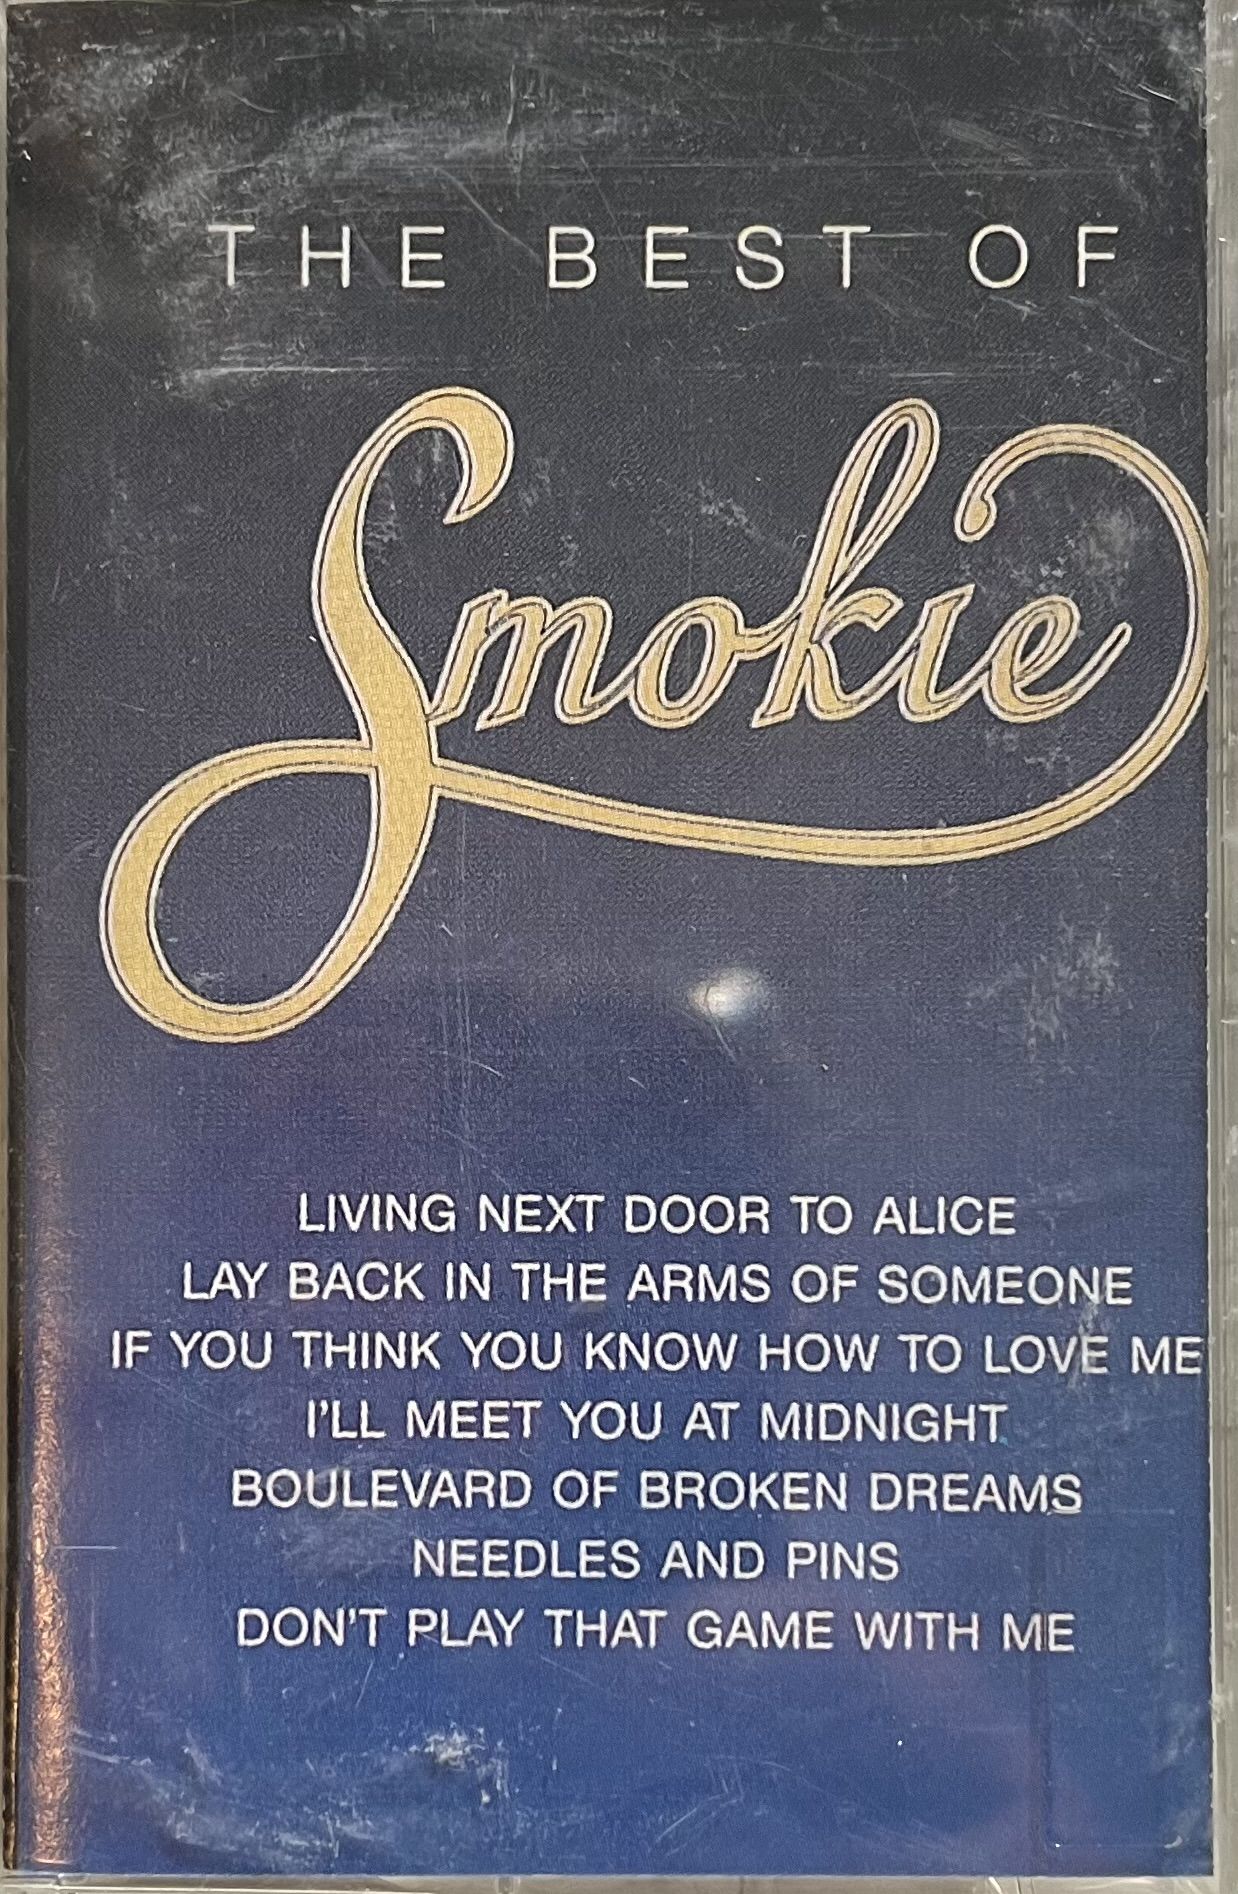 THE BEST OF
Smokie
LIVING NEXT DOOR TO ALICE
LAY BACK IN THE ARMS OF SOMEONE
IF YOU THINK YOU KNOW HOW TO LOVE ME
I'LL MEET YOU AT MIDNIGHT
BOULEVARD OF BROKEN DREAMS
NEEDLES AND PINS
DON'T PLAY THAT GAME WITH ME